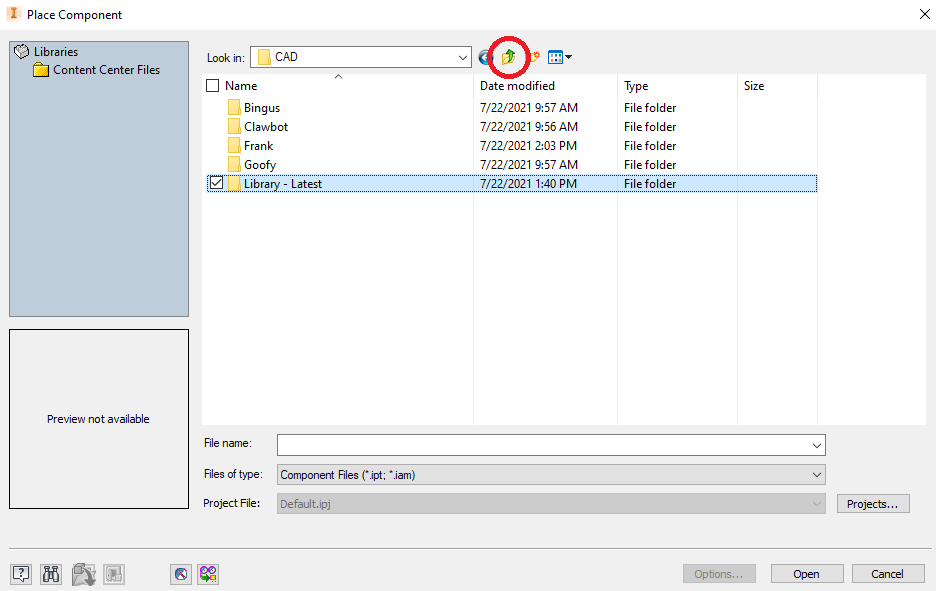 Place Component
Libraries
Content Center Files
Look in: CAD
Name Date modified Type Size
Bingus 7/22/2021 9:57 AM File folder
Clawbot 7/22/2021 9:56 AM File folder
Frank 7/22/2021 2:03 PM File folder
Goofy 7/22/2021 9:57 AM File folder
Library - Latest 7/22/2021 1:40 PM File folder
Preview not available
File name:
Files of type: Component Files (*.ipt; *.iam)
Project File: Default.ipj Projects...
Options... Open Cancel